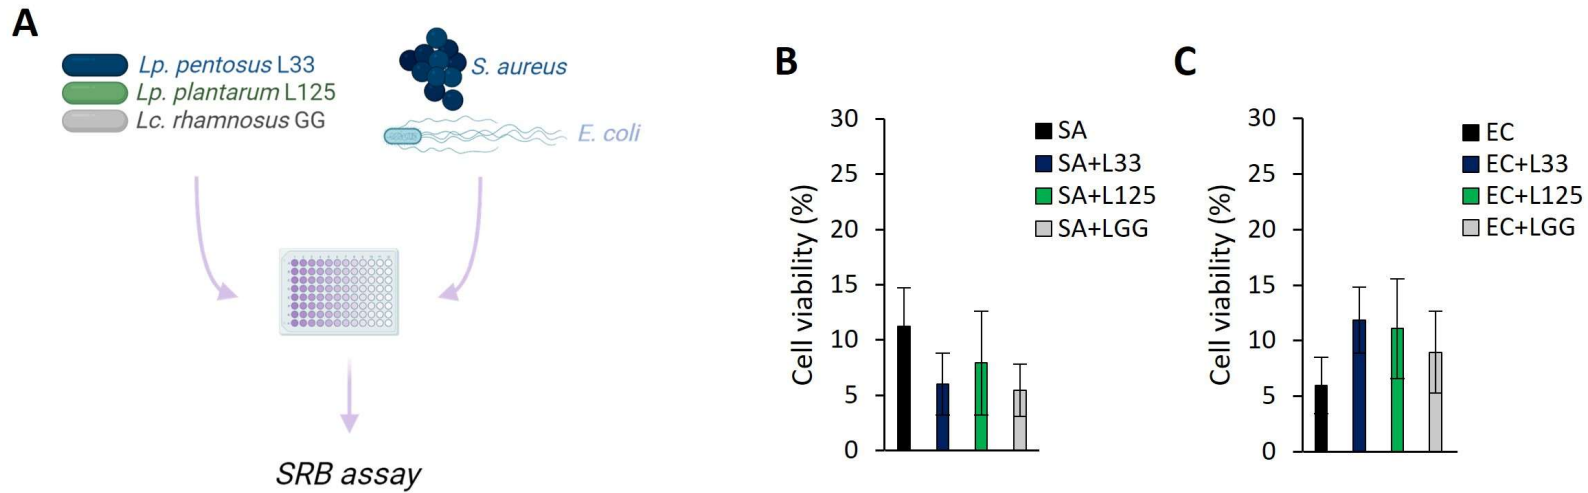 A
Lp. pentosus L33
Lp. plantarum L125
Lc. rhamnosus GG
S. aureus
E. coli
SRB assay
B
Cell viability (%)
30
25
20
15
10
5
0
SA
SA+L33
SA+L125
SA+LGG
C
Cell viability (%)
30
25
20
15
10
5
0
EC
EC+L33
EC+L125
EC+LGG